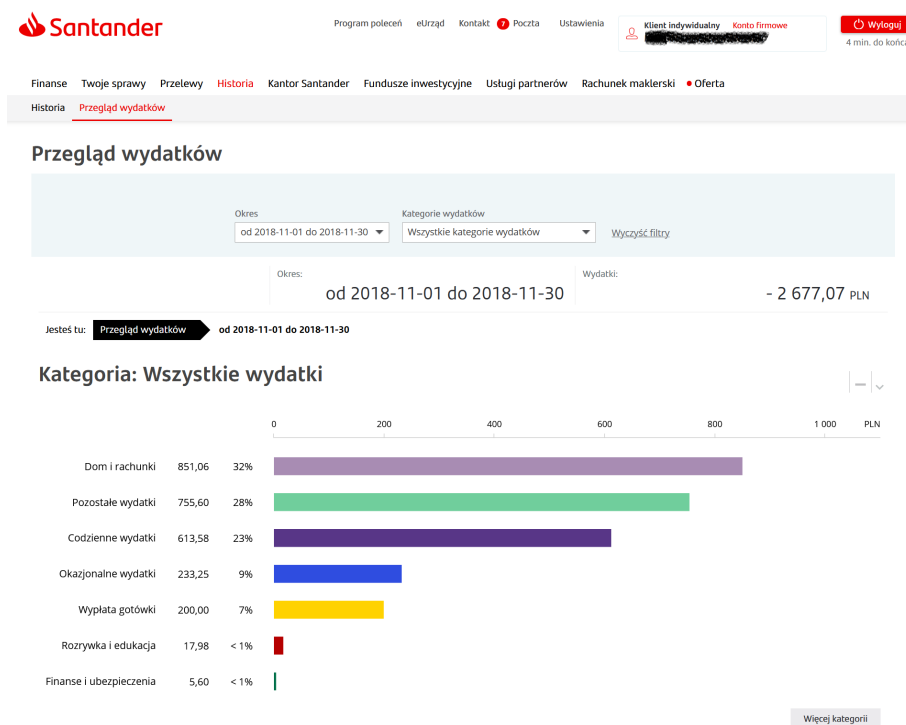 Santander
Program poleceń eUrząd Kontakt 7 Poczta Ustawienia
Klient indywidualny Konto firmowe
Wyloguj
4 min. do końca
Finanse Twoje sprawy Przelewy Historia Kantor Santander Fundusze inwestycyjne Usługi partnerów Rachunek maklerski Oferta
Historia Przegląd wydatków
Przegląd wydatków
Okres Kategorie wydatków
od 2018-11-01 do 2018-11-30 Wszystkie kategorie wydatków Wyczyść filtry
Okres: Wydatki:
od 2018-11-01 do 2018-11-30 - 2 677,07 PLN
Jesteś tu: Przegląd wydatków od 2018-11-01 do 2018-11-30
Kategoria: Wszystkie wydatki
0 200 400 600 800 1 000 PLN
Dom i rachunki 851,06 32%
Pozostałe wydatki 755,60 28%
Codzienne wydatki 613,58 23%
Okazjonalne wydatki 233,25 9%
Wypłata gotówki 200,00 7%
Rozrywka i edukacja 17,98 < 1%
Finanse i ubezpieczenia 5,60 < 1%
Więcej kategorii